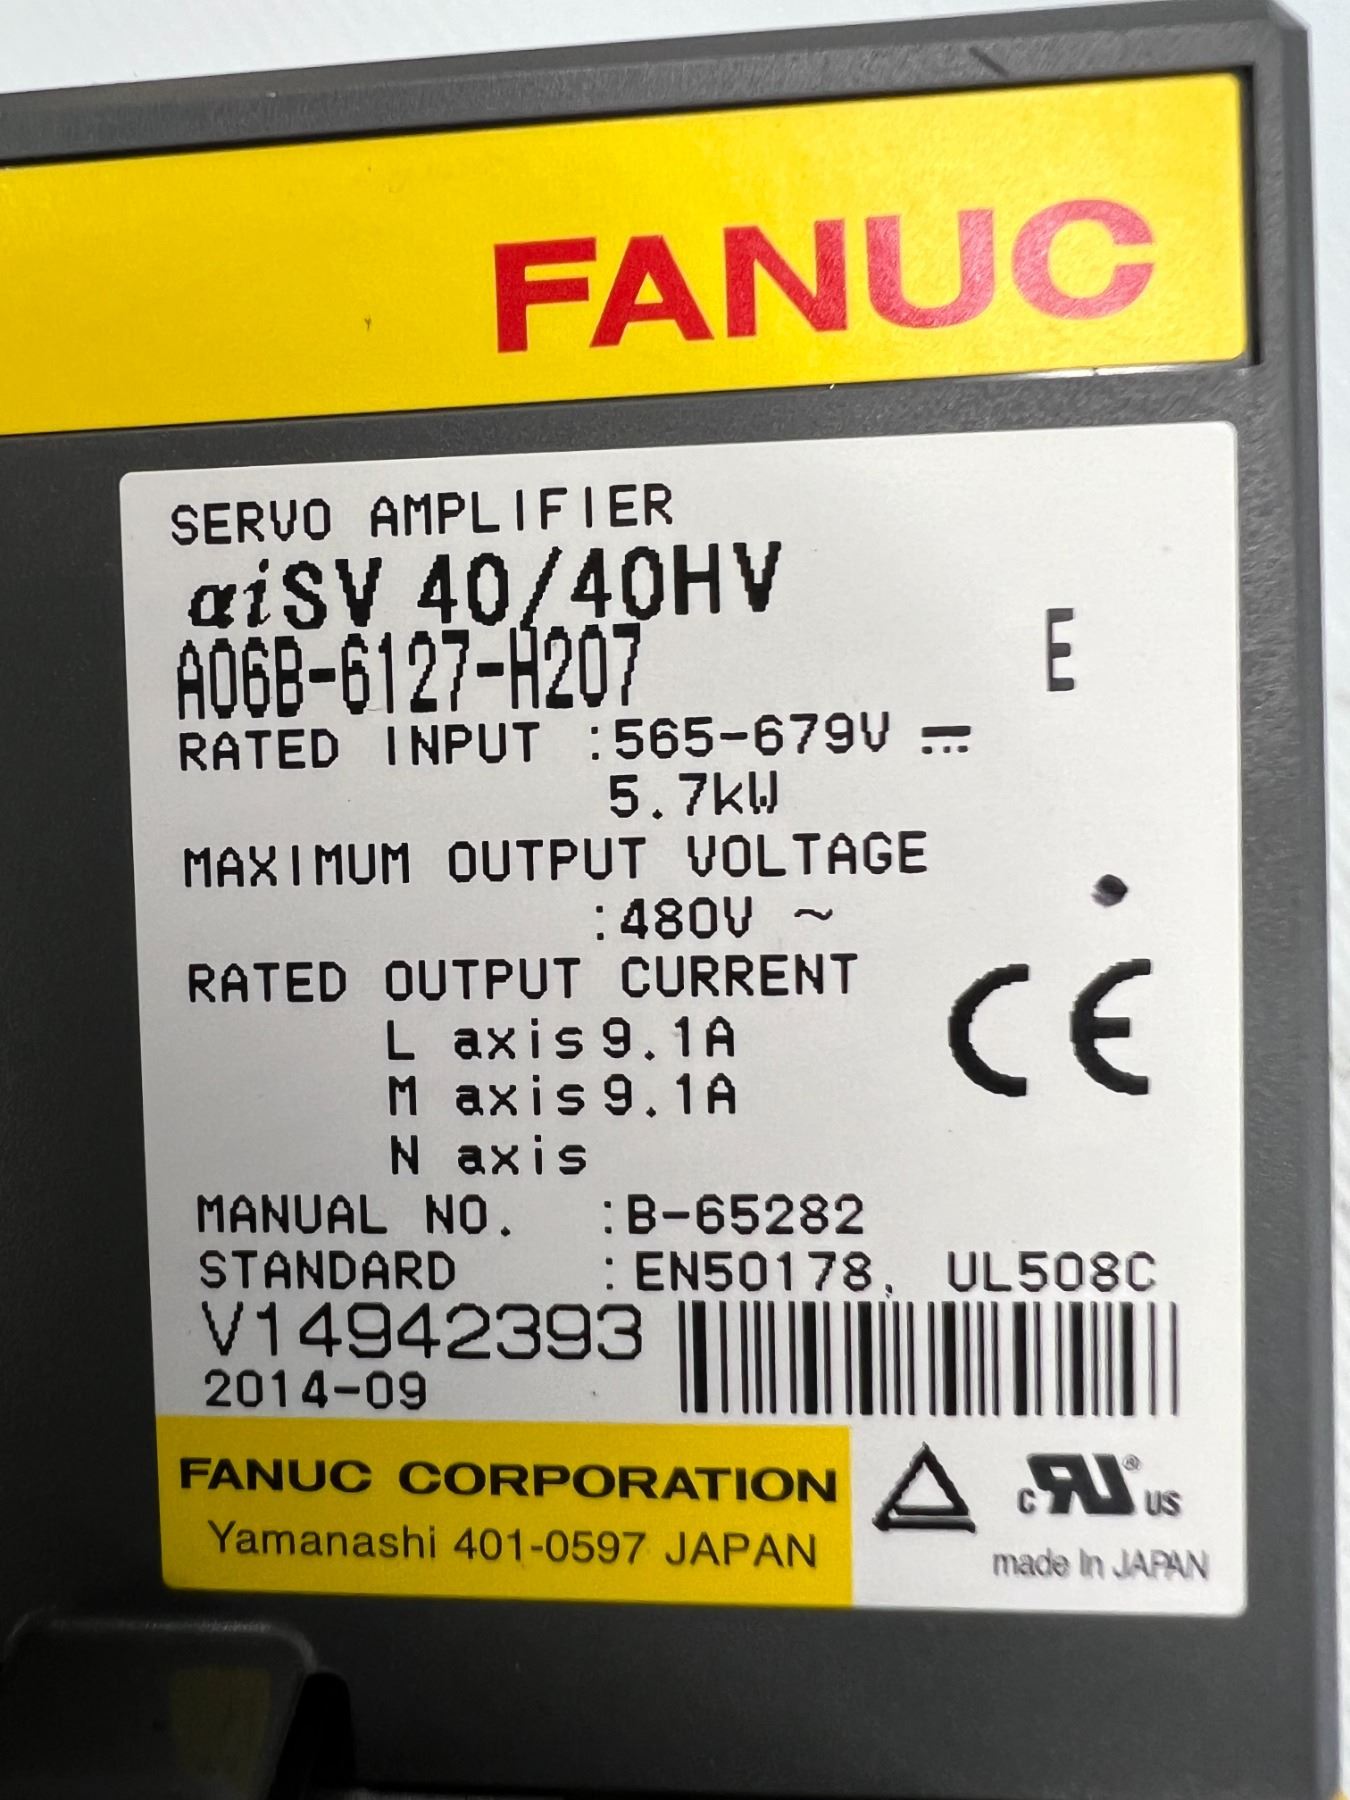 FANUC
SERVO AMPLIFIER
αiSV 40/40HV
A06B-6127-H207 E
RATED INPUT :565-679V ⎓
5.7kW
MAXIMUM OUTPUT VOLTAGE
:480V ~
RATED OUTPUT CURRENT
L axis 9.1A
M axis 9.1A
N axis
CE
MANUAL NO. :B-65282
STANDARD :EN50178, UL508C
V14942393
2014-09
FANUC CORPORATION
Yamanashi 401-0597 JAPAN
c RU ® US
made In JAPAN